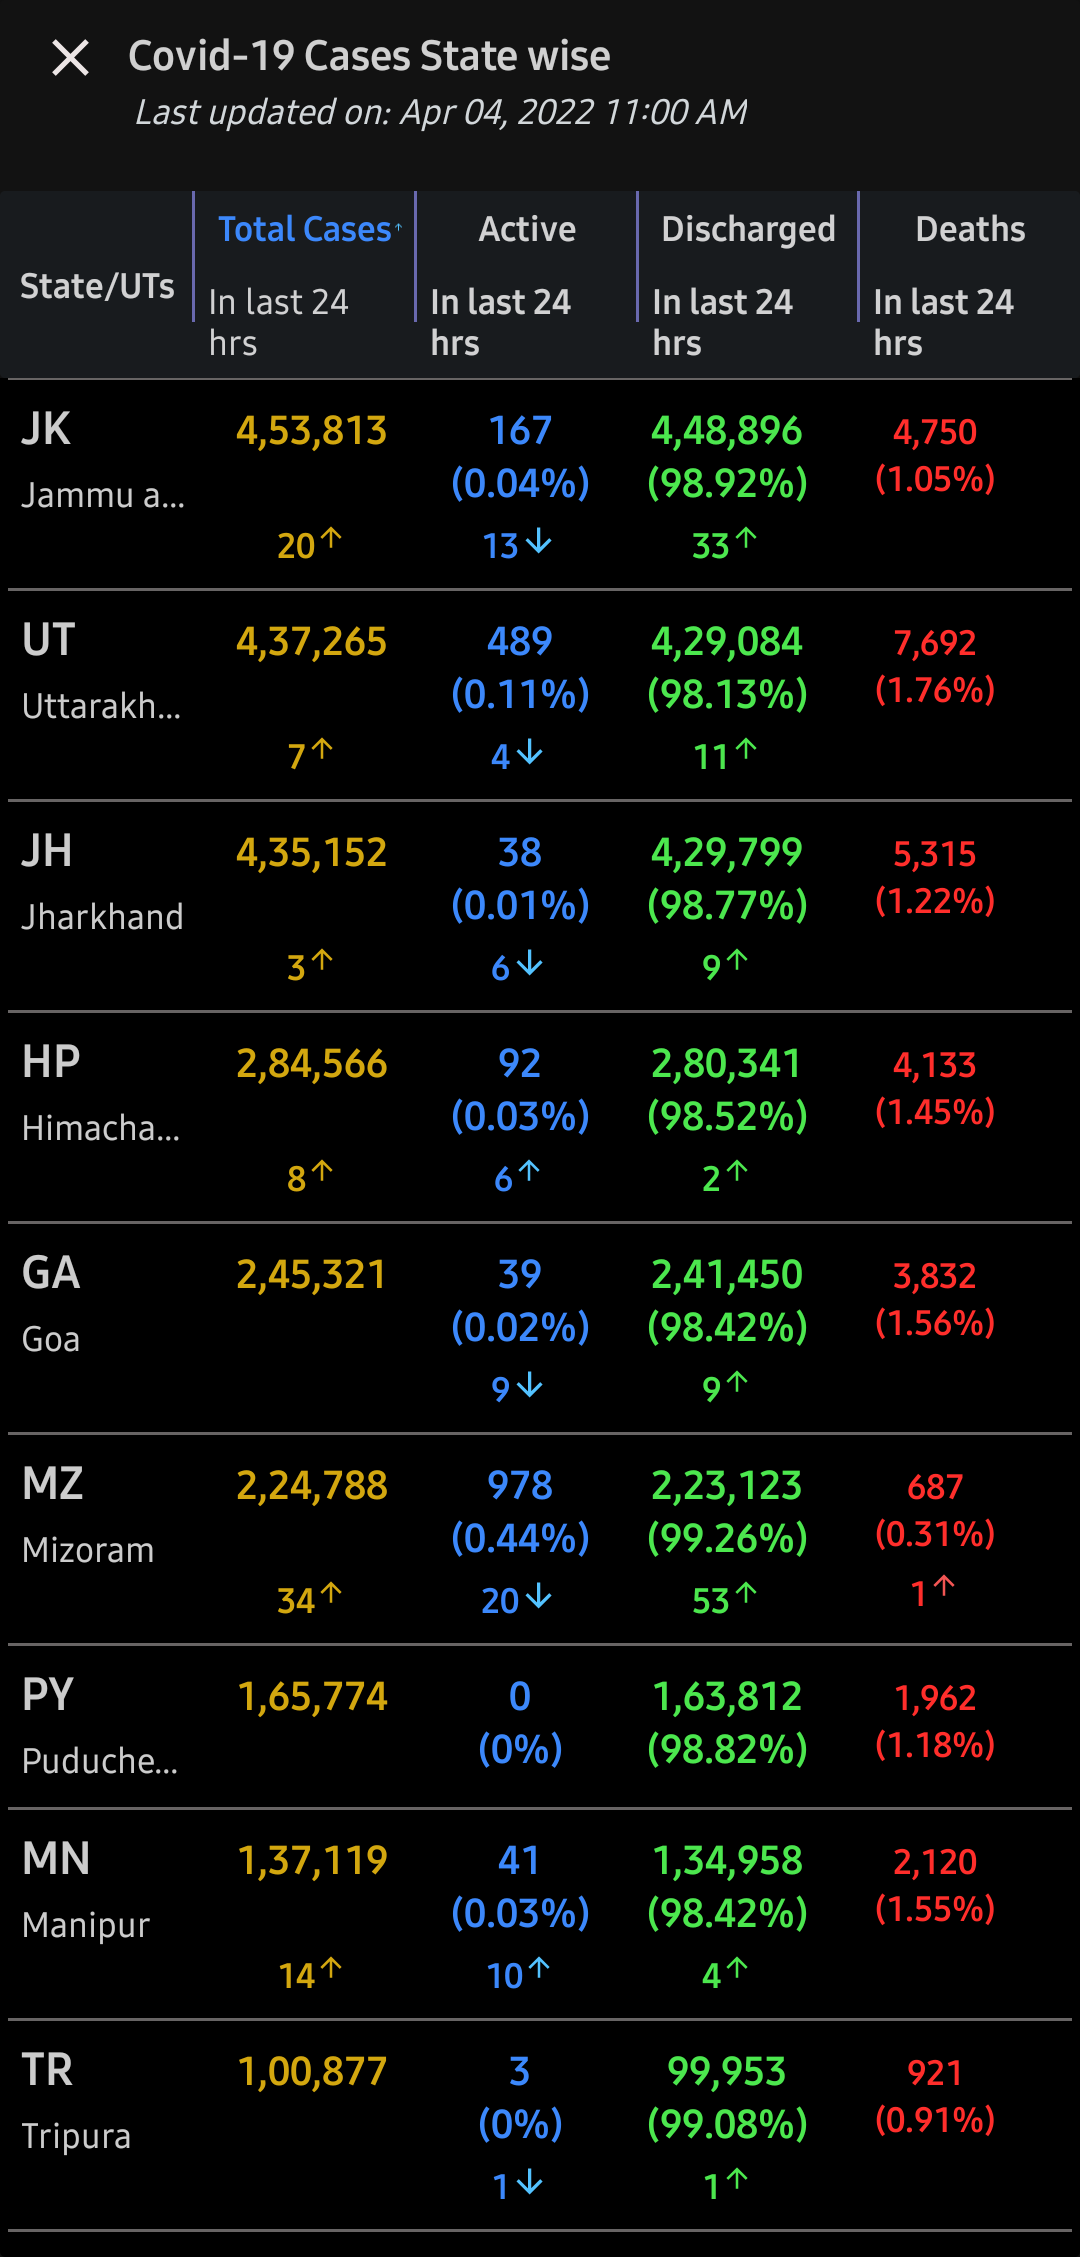 Covid-19 Cases State wise
Last updated on: Apr 04, 2022 11:00 AM
State/UTs
Total Cases↑ Active Discharged Deaths
In last 24 hrs In last 24 hrs In last 24 hrs In last 24 hrs
JK 4,53,813 167 4,48,896 4,750
Jammu a... (0.04%) (98.92%) (1.05%)
20↑ 13↓ 33↑
UT 4,37,265 489 4,29,084 7,692
Uttarakh... (0.11%) (98.13%) (1.76%)
7↑ 4↓ 11↑
JH 4,35,152 38 4,29,799 5,315
Jharkhand (0.01%) (98.77%) (1.22%)
3↑ 6↓ 9↑
HP 2,84,566 92 2,80,341 4,133
Himacha... (0.03%) (98.52%) (1.45%)
8↑ 6↑ 2↑
GA 2,45,321 39 2,41,450 3,832
Goa (0.02%) (98.42%) (1.56%)
9↓ 9↑
MZ 2,24,788 978 2,23,123 687
Mizoram (0.44%) (99.26%) (0.31%)
34↑ 20↓ 53↑ 1↑
PY 1,65,774 0 1,63,812 1,962
Puduche... (0%) (98.82%) (1.18%)
MN 1,37,119 41 1,34,958 2,120
Manipur (0.03%) (98.42%) (1.55%)
14↑ 10↑ 4↑
TR 1,00,877 3 99,953 921
Tripura (0%) (99.08%) (0.91%)
1↓ 1↑